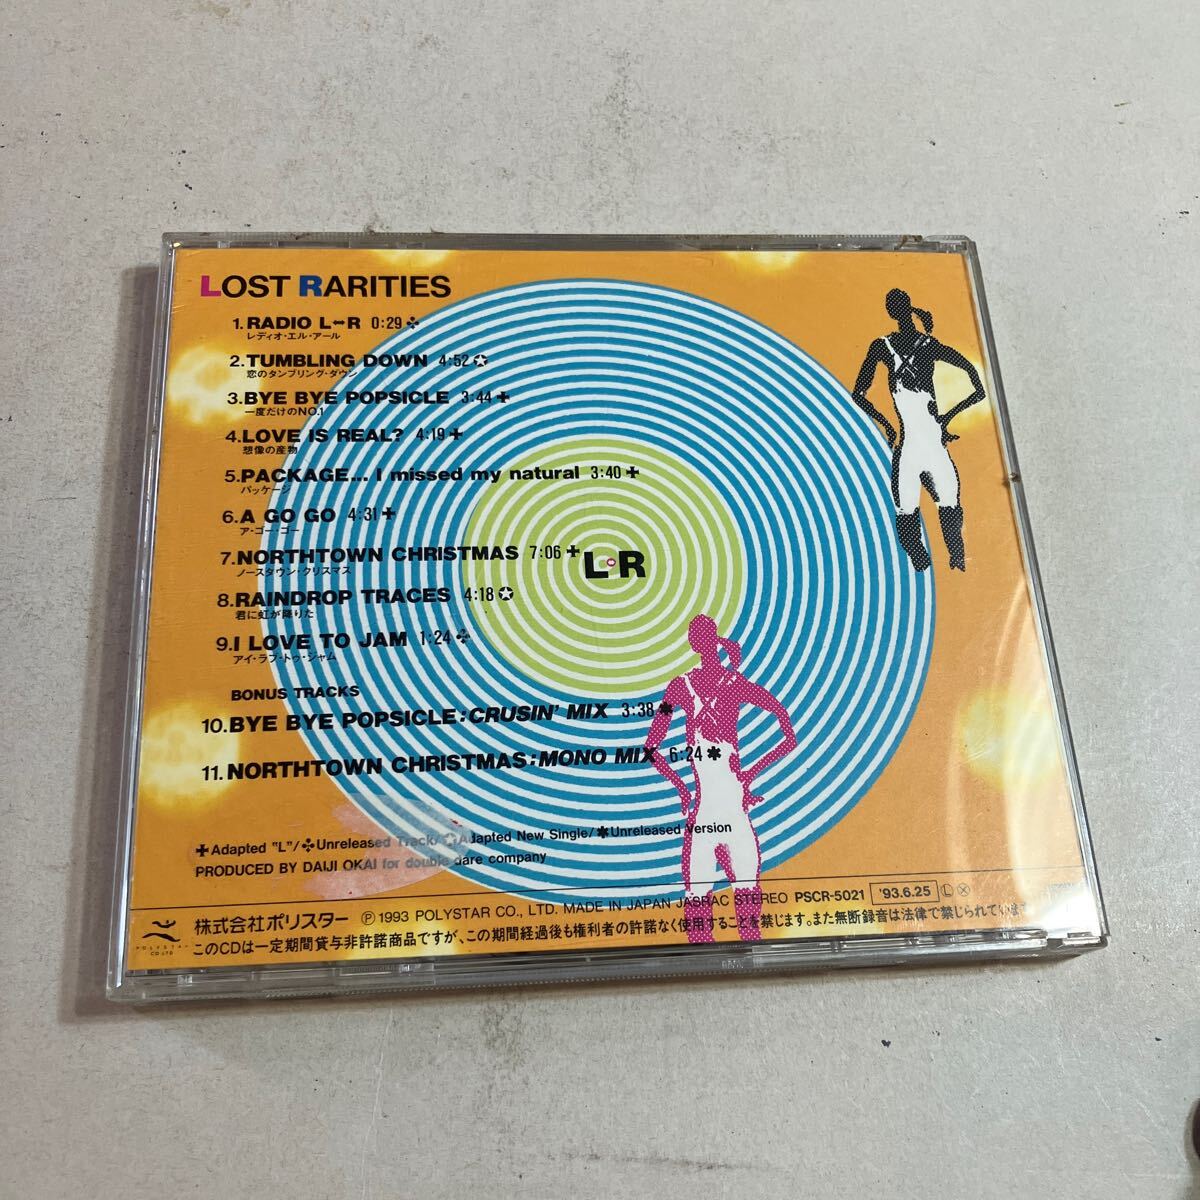 LOST RARITIES
1. RADIO L↔R 0:29✣
レディオ・エル・アール
2. TUMBLING DOWN 4:52✪
恋のタンブリング・ダウン
3. BYE BYE POPSICLE 3:44✚
一度だけのNO.1
4. LOVE IS REAL? 4:19✚
想像の産物
5. PACKAGE... I missed my natural 3:40✚
パッケージ
6. A GO GO 4:31✚
ア・ゴー・ゴー
7. NORTHTOWN CHRISTMAS 7:06✚
ノースタウン・クリスマス
L⚬R
8. RAINDROP TRACES 4:18✪
君に虹が降りた
9. I LOVE TO JAM 1:24✣
アイ・ラブ・トゥ・ジャム
BONUS TRACKS
10. BYE BYE POPSICLE:CRUSIN' MIX 3:38✱
11. NORTHTOWN CHRISTMAS:MONO MIX 6:24✱
✚Adapted "L"/✣Unreleased Track/✪Adapted New Single/✱Unreleased Version
PRODUCED BY DAIJI OKAI for double dare company
株式会社ポリスター Ⓟ1993 POLYSTAR CO., LTD. MADE IN JAPAN JASRAC STEREO PSCR-5021 '93.6.25 Ⓛ Ⓧ
POLYSTAR
CO.LTD
このCDは一定期間貸与非許諾商品ですが、この期間経過後も権利者の許諾なく使用することを禁じます。また無断録音は法律で禁じられています